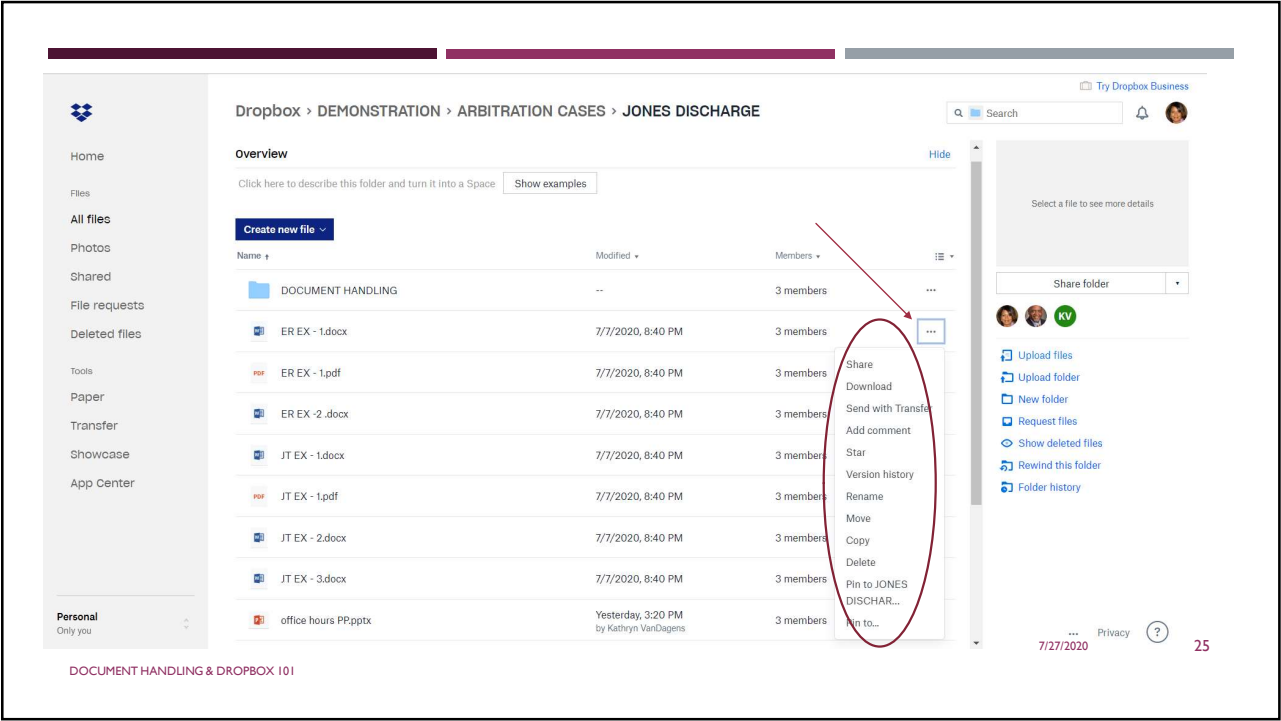 Try Dropbox Business
Dropbox › DEMONSTRATION › ARBITRATION CASES › JONES DISCHARGE
Search
Home
Files
All files
Photos
Shared
File requests
Deleted files
Tools
Paper
Transfer
Showcase
App Center
Personal
Only you
Overview
Hide
Click here to describe this folder and turn it into a Space
Show examples
Create new file
Name Modified Members
DOCUMENT HANDLING -- 3 members ...
ER EX - 1.docx 7/7/2020, 8:40 PM 3 members ...
ER EX - 1.pdf 7/7/2020, 8:40 PM 3 members
ER EX -2 .docx 7/7/2020, 8:40 PM 3 members
JT EX - 1.docx 7/7/2020, 8:40 PM 3 members
JT EX - 1.pdf 7/7/2020, 8:40 PM 3 members
JT EX - 2.docx 7/7/2020, 8:40 PM 3 members
JT EX - 3.docx 7/7/2020, 8:40 PM 3 members
office hours PP.pptx Yesterday, 3:20 PM 3 members
by Kathryn VanDagens
PDF
PDF
Share
Download
Send with Transfer
Add comment
Star
Version history
Rename
Move
Copy
Delete
Pin to JONES
DISCHAR...
Pin to...
Select a file to see more details
Share folder
KV
Upload files
Upload folder
New folder
Request files
Show deleted files
Rewind this folder
Folder history
... Privacy ?
7/27/2020
25
DOCUMENT HANDLING & DROPBOX 101